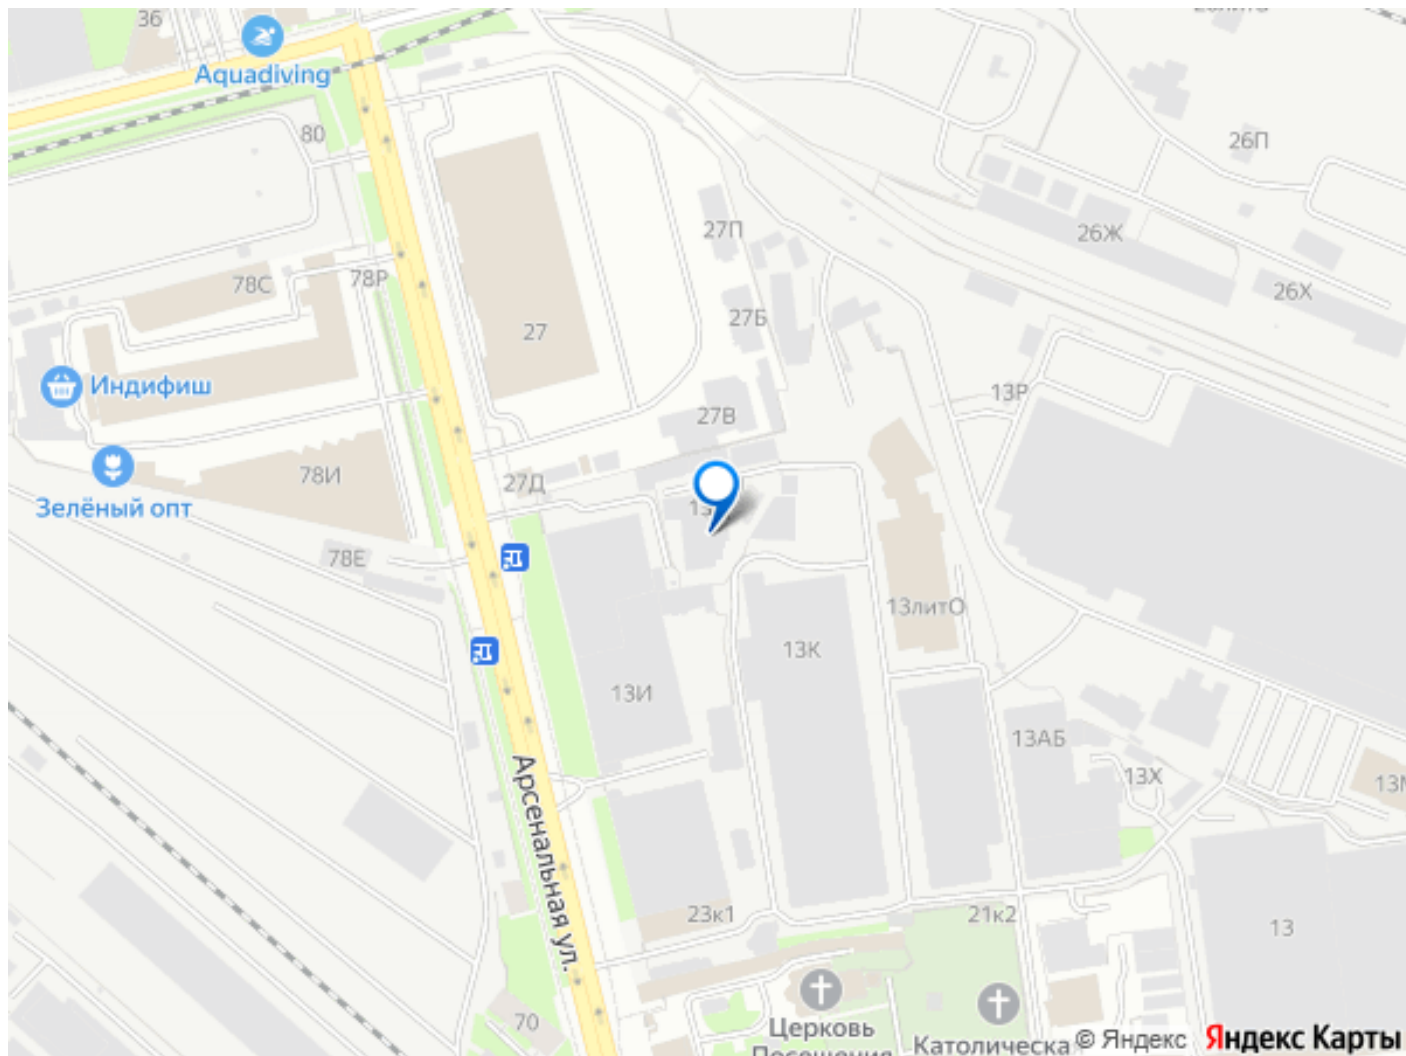 36
Aquadiving
80
26П
27П
26Ж
78С
78Р
26Х
27Б
27
Индифиш
13Р
27В
78И
27Д
Зелёный опт
78Е
13литО
13К
13И
13АБ
13Х
Арсенальная ул.
23к1
21к2
13
70
Церковь
Посещения
Католическа
© Яндекс
Яндекс Карты